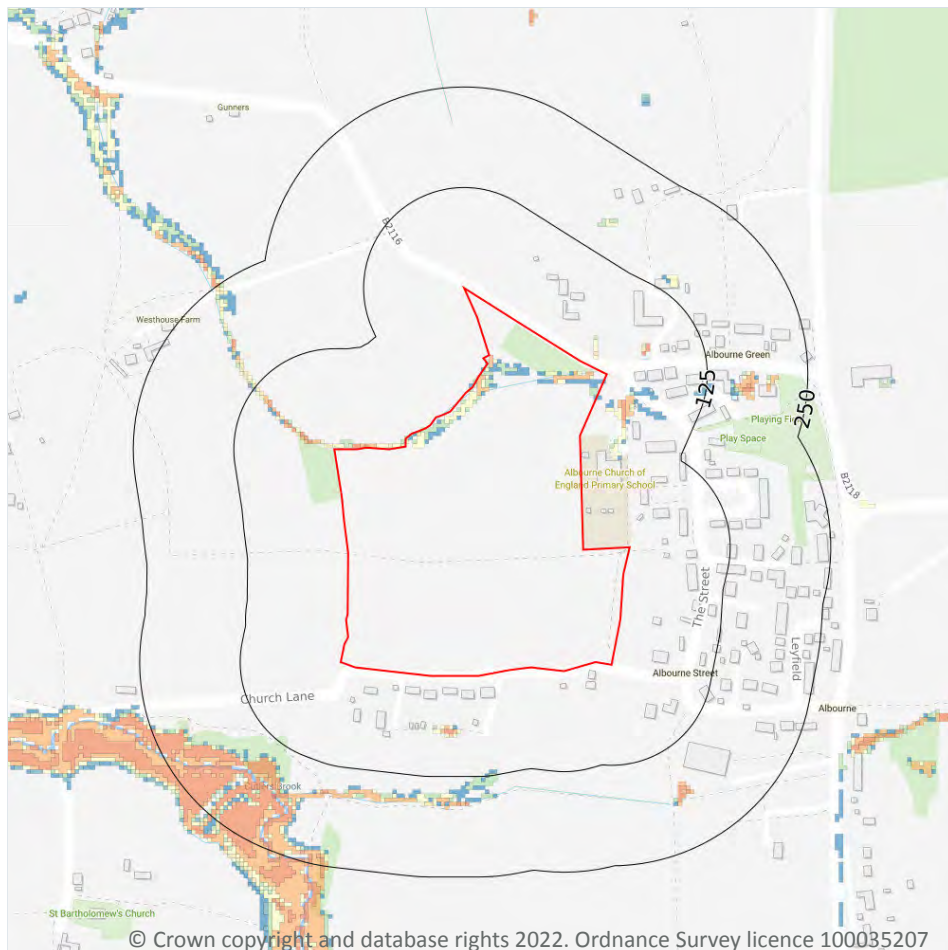 Gunners
B2116
Westhouse Farm
Albourne Green
125
250
Playing Fi
Play Space
Albourne Church of
England Primary School
B2118
The Street
Leyfield
Albourne Street
Church Lane
Albourne
St Bartholomew's Church
© Crown copyright and database rights 2022. Ordnance Survey licence 100035207